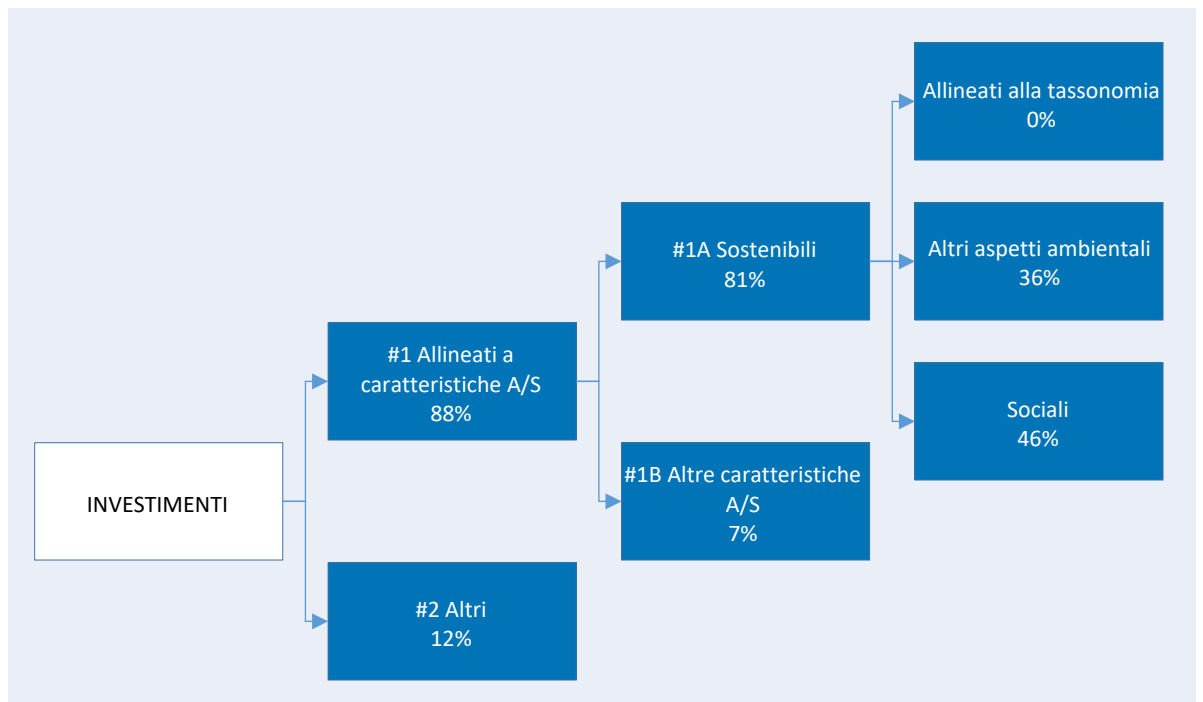 INVESTIMENTI
#1 Allineati a
caratteristiche A/S
88%
#2 Altri
12%
#1A Sostenibili
81%
#1B Altre caratteristiche
A/S
7%
Allineati alla tassonomia
0%
Altri aspetti ambientali
36%
Sociali
46%